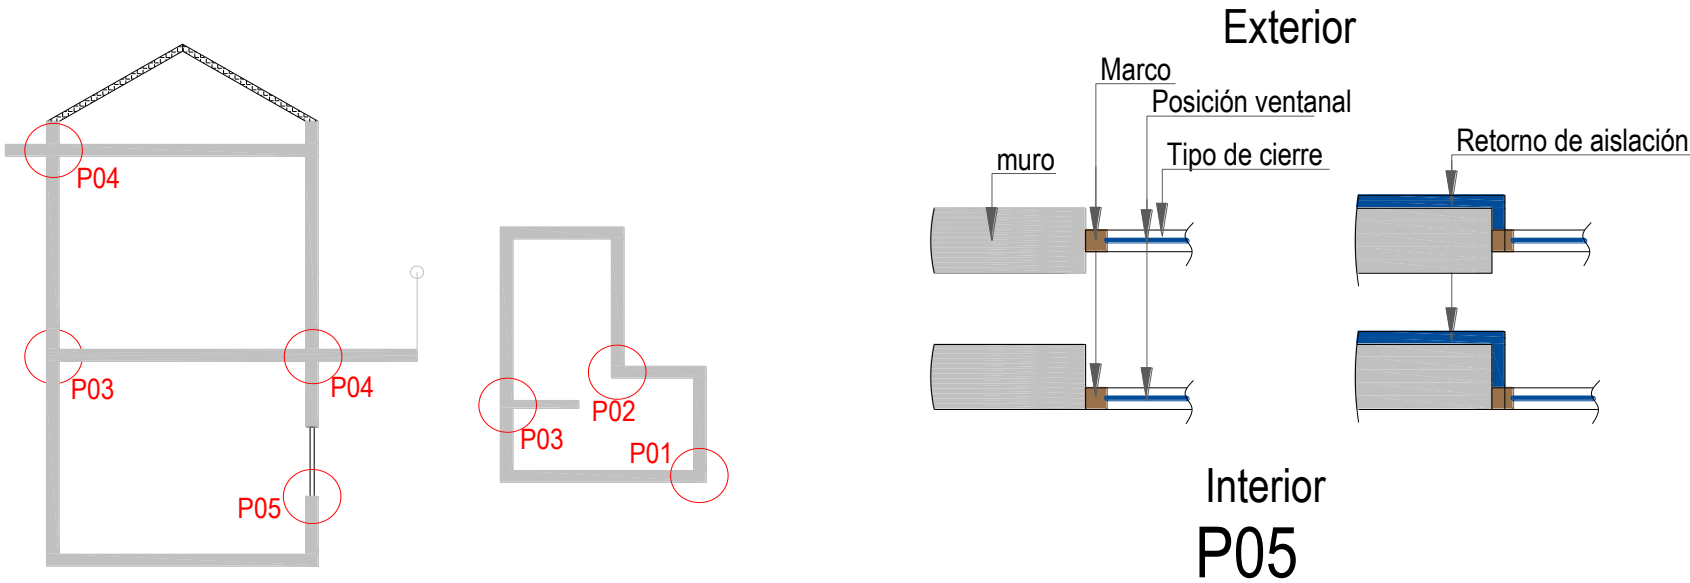 P04
P03
P04
P05
P03
P02
P01
Exterior
Marco
Posición ventanal
muro
Tipo de cierre
Retorno de aislación
Interior
P05